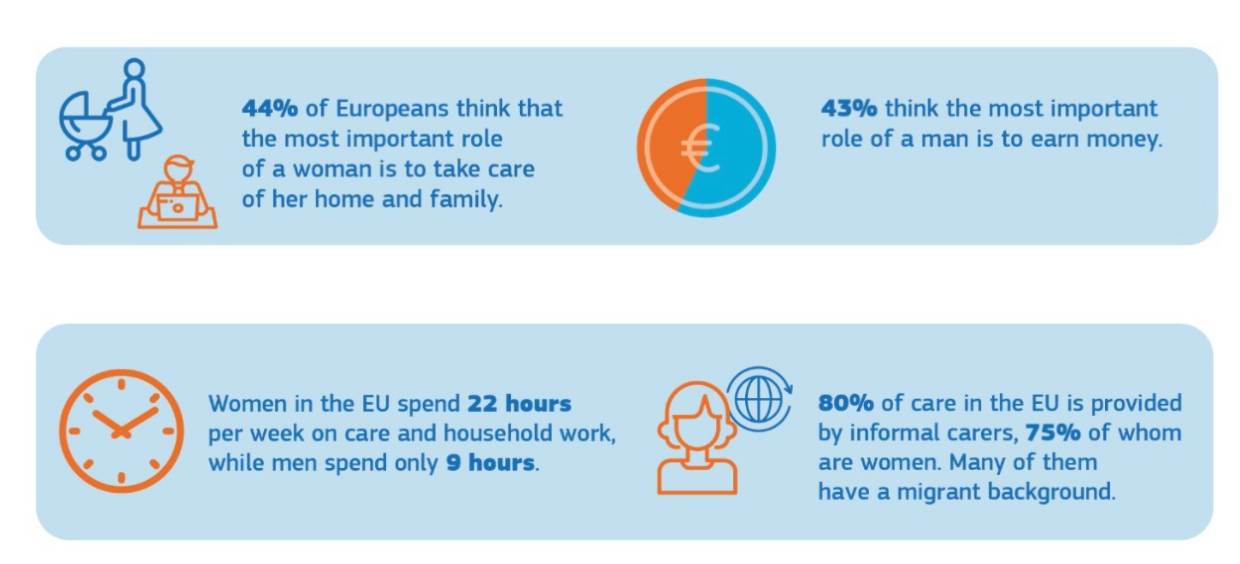 44% of Europeans think that
the most important role
of a woman is to take care
of her home and family.
€
43% think the most important
role of a man is to earn money.
Women in the EU spend 22 hours
per week on care and household work,
while men spend only 9 hours.
80% of care in the EU is provided
by informal carers, 75% of whom
are women. Many of them
have a migrant background.